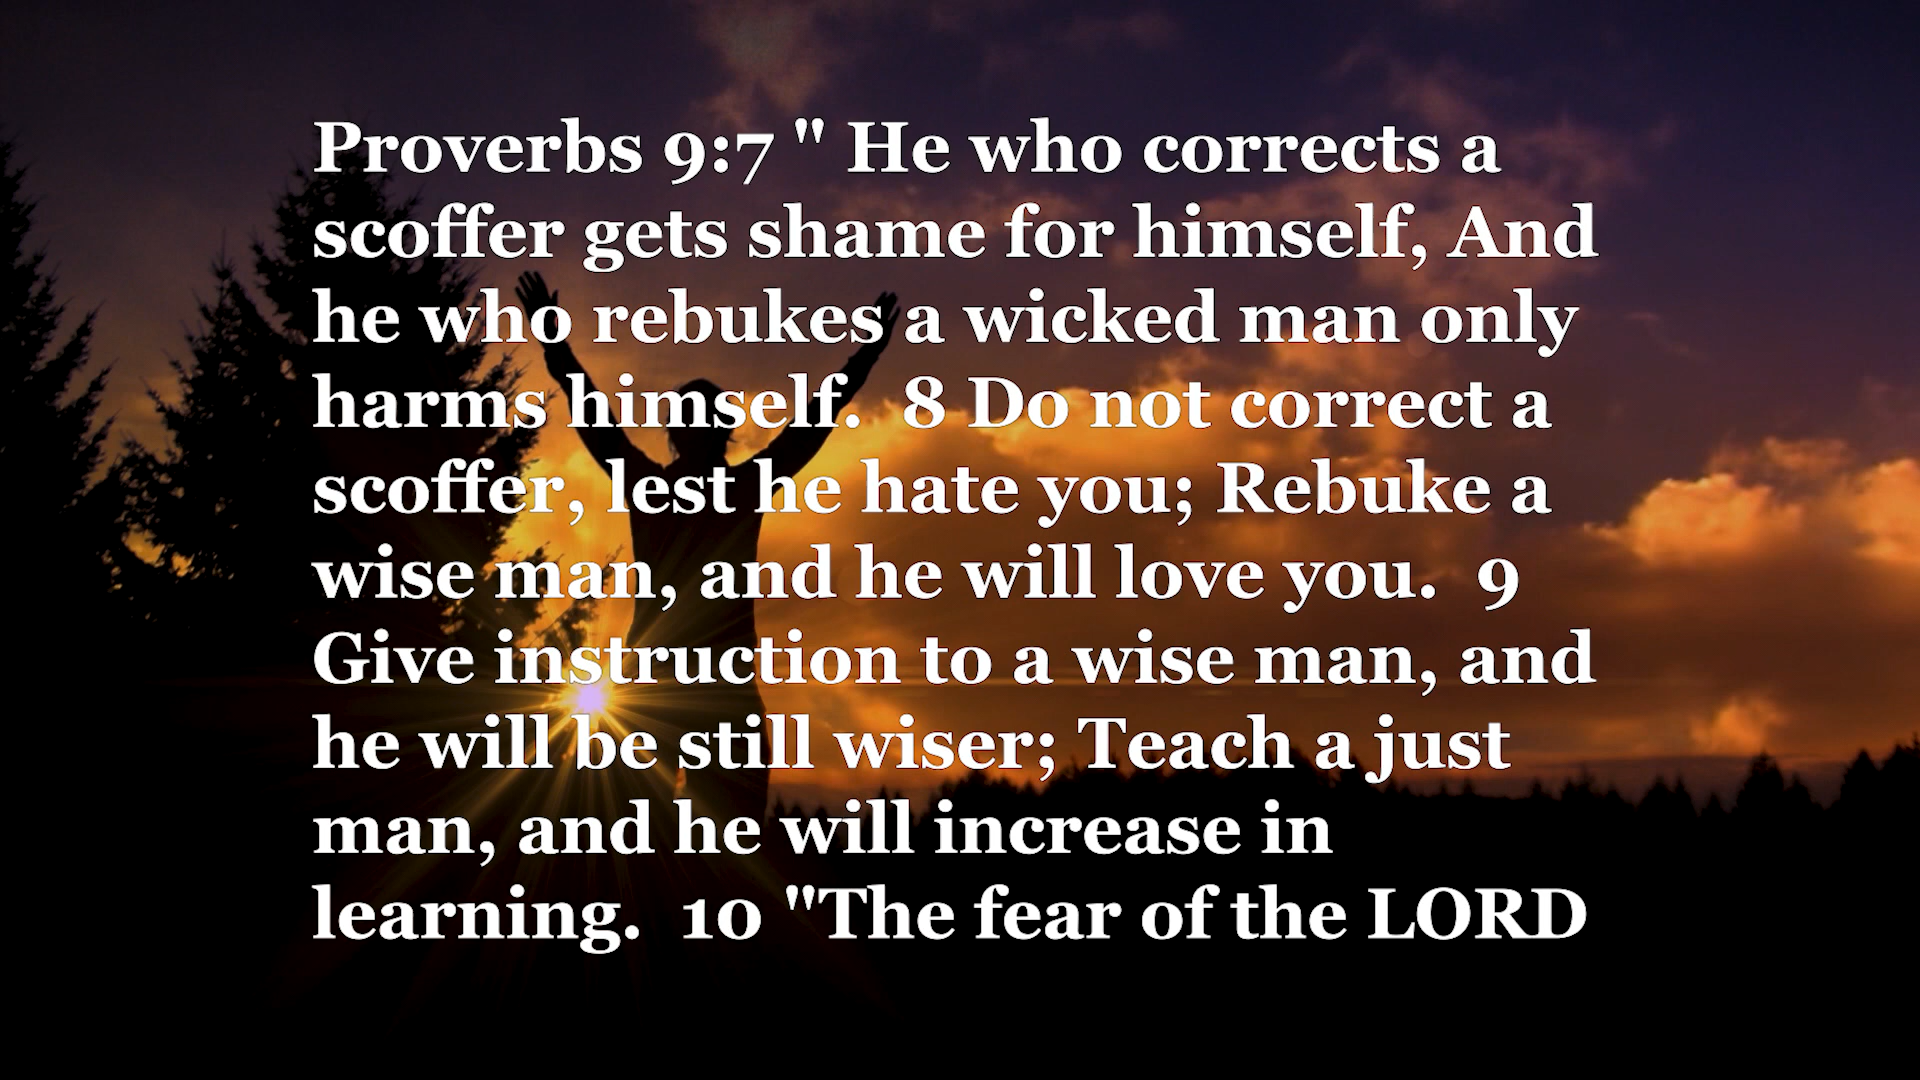 Proverbs 9:7 " He who corrects a
scoffer gets shame for himself, And
he who rebukes a wicked man only
harms himself.  8 Do not correct a
scoffer, lest he hate you; Rebuke a
wise man, and he will love you.  9
Give instruction to a wise man, and
he will be still wiser; Teach a just
man, and he will increase in
learning.  10 "The fear of the LORD